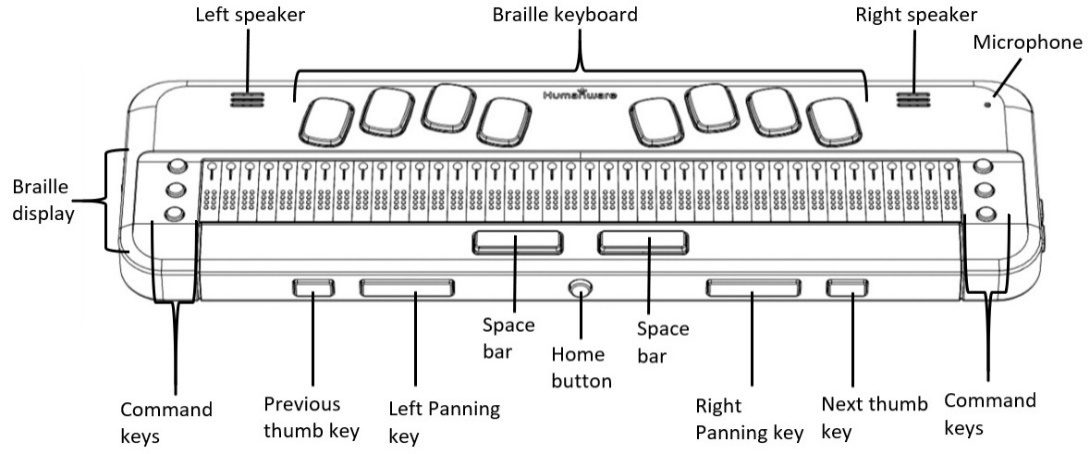 Left speaker
Braille keyboard
Right speaker
Microphone
HumanWare
Braille
display
Space
bar
Home
button
Space
bar
Command
keys
Previous
thumb key
Left Panning
key
Right
Panning key
Next thumb
key
Command
keys